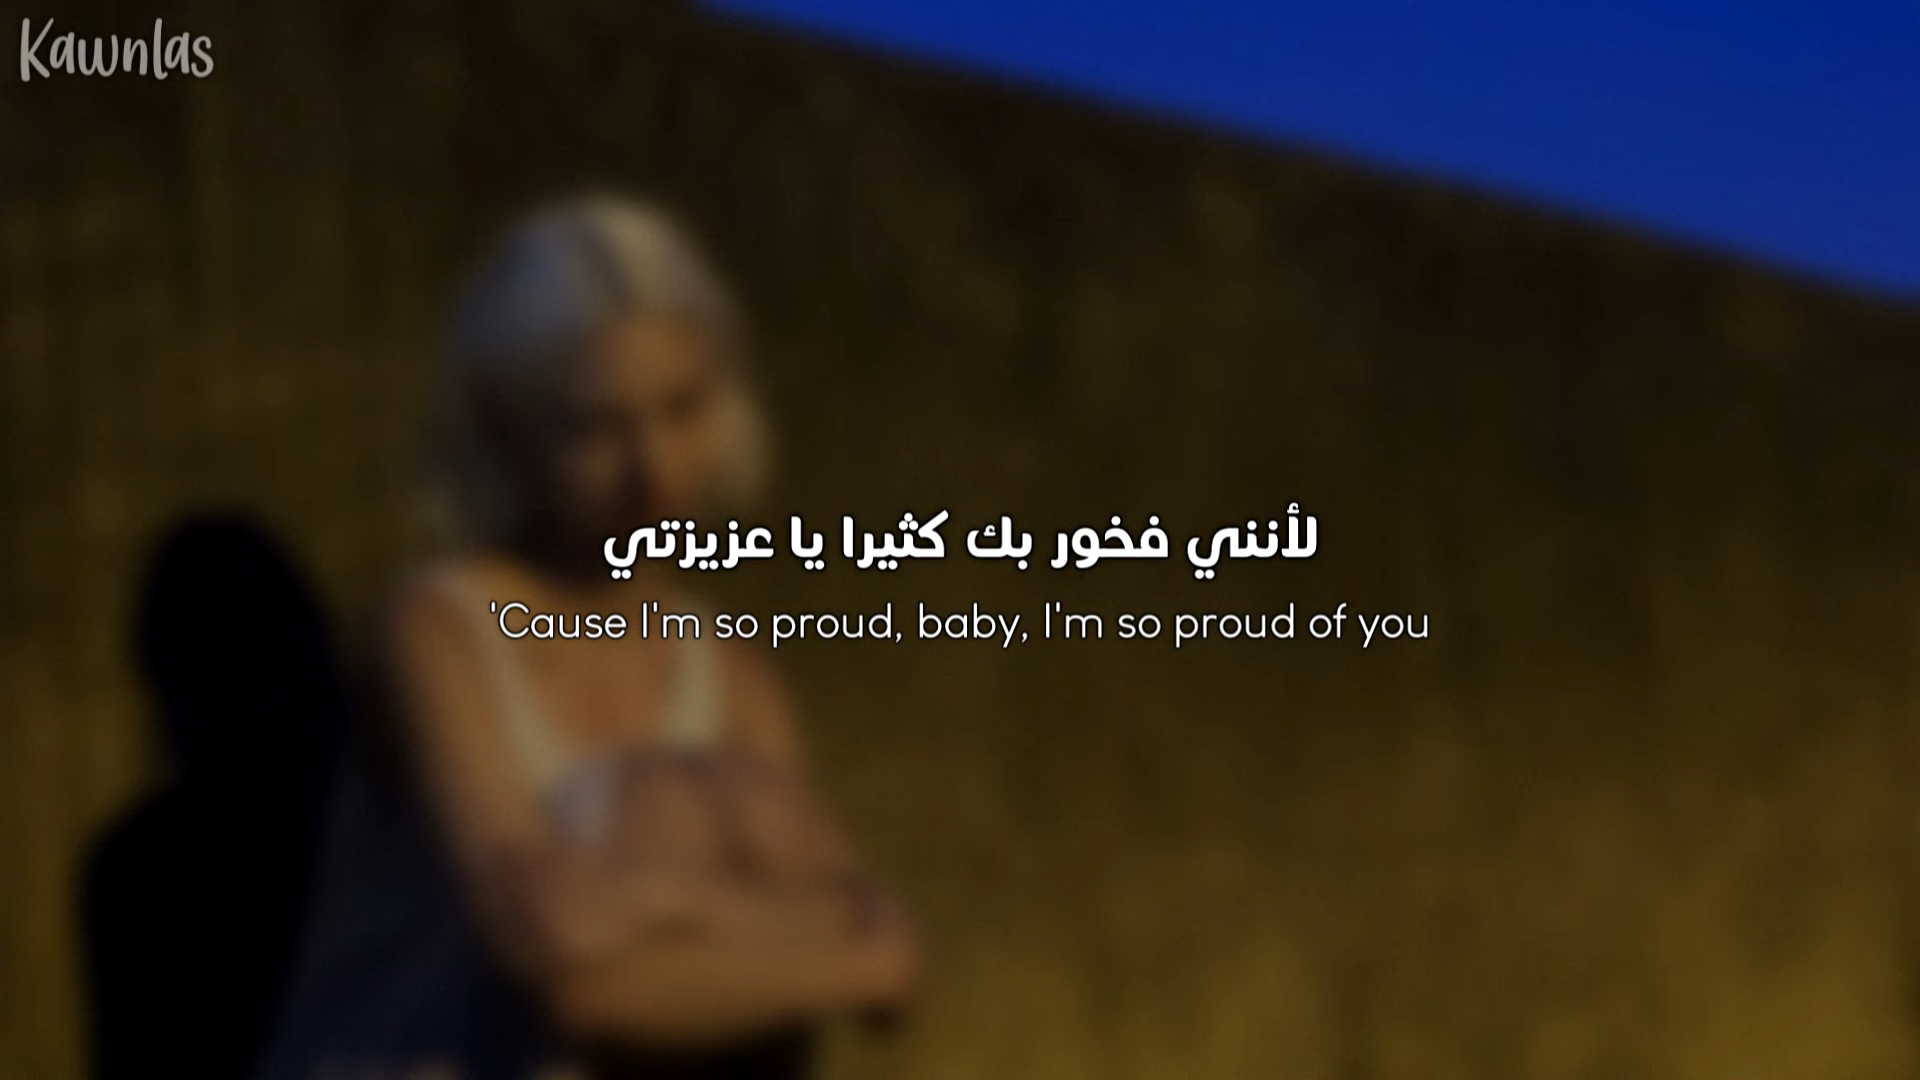 Kawnlas
لأنني فخور بك كثيرا يا عزيزتي
'Cause I'm so proud, baby, I'm so proud of you